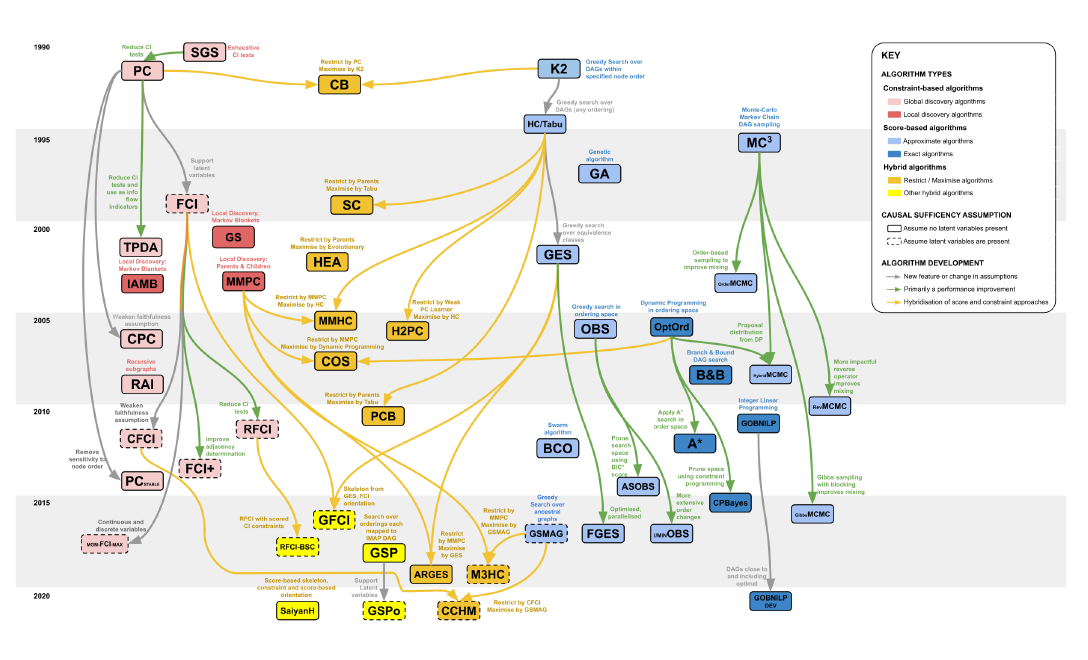 1990
Reduce CI
tests
SGS
Exhaustive
CI tests
PC
Restrict by PC
Maximise by K2
CB
K2
Greedy Search over
DAGs within
specified node order
Greedy search over
DAGs (any ordering)
HC/Tabu
Monte-Carlo
Markov Chain
DAG sampling
MC³
1995
Genetic
algorithm
GA
Support
latent
variables
Reduce CI
tests and
use as info
flow
indicators
FCI
Restrict by Parents
Maximise by Tabu
SC
2000
Local Discovery:
Markov Blankets
GS
Restrict by Parents
Maximise by Evolutionary
HEA
Greedy search
over equivalence
classes
GES
TPDA
Local Discovery:
Markov Blankets
IAMB
Local Discovery:
Parents & Children
MMPC
Order-based
sampling to
improve mixing
OrderMCMC
Restrict by MMPC
Maximise by HC
MMHC
Restrict by Weak
PC Learner
Maximise by HC
H2PC
Greedy search in
ordering space
OBS
Dynamic Programming
in ordering space
OptOrd
Proposal
distribution
from DP
2005
Weaken faithfulness
assumption
CPC
Restrict by MMPC
Maximise by Dynamic Programming
COS
Branch & Bound
DAG search
B&B
HybridMCMC
More impactful
reverse
operator
improves
mixing
RevMCMC
Recursive
subgraphs
RAI
2010
Weaken
faithfulness
assumption
CFCI
Reduce CI
tests
RFCI
Restrict by Parents
Maximise by Tabu
PCB
Integer Linear
Programming
GOBNILP
Apply A*
search in
order space
A*
Swarm
algorithm
BCO
Prune
search
space
using
BIC*
score
ASOBS
Remove
sensitivity to
node order
PCSTABLE
Improve
adjacency
determination
FCI+
Prune space
using constraint
programming
CPBayes
Gibbs sampling
with blocking
improves mixing
GibbsMCMC
2015
Continuous and
discrete variables
MGM-FCI-MAX
RFCI with scored
CI constraints
RFCI-BSC
Skeleton from
GES, FCI
orientation
GFCI
Search over
orderings each
mapped to
IMAP DAG
GSP
Restrict
by MMPC
Maximise
by GES
ARGES
Restrict by
MMPC
Maximise by
GSMAG
M3HC
Greedy
Search over
ancestral
graphs
GSMAG
Optimised,
parallelised
FGES
More
extensive
order
changes
UMINOBS
2020
Score-based skeleton,
constraint and score-based
orientation
SaiyanH
Support
Latent
variables
GSPo
CCHM
Restrict by CFCI
Maximise by GSMAG
DAGs close to
and including
optimal
GOBNILP
DEV
KEY
ALGORITHM TYPES
Constraint-based algorithms
Global discovery algorithms
Local discovery algorithms
Score-based algorithms
Approximate algorithms
Exact algorithms
Hybrid algorithms
Restrict / Maximise algorithms
Other hybrid algorithms
CAUSAL SUFFICENCY ASSUMPTION
Assume no latent variables present
Assume latent variables are present
ALGORITHM DEVELOPMENT
New feature or change in assumptions
Primarily a performance improvement
Hybridisation of score and constraint approaches